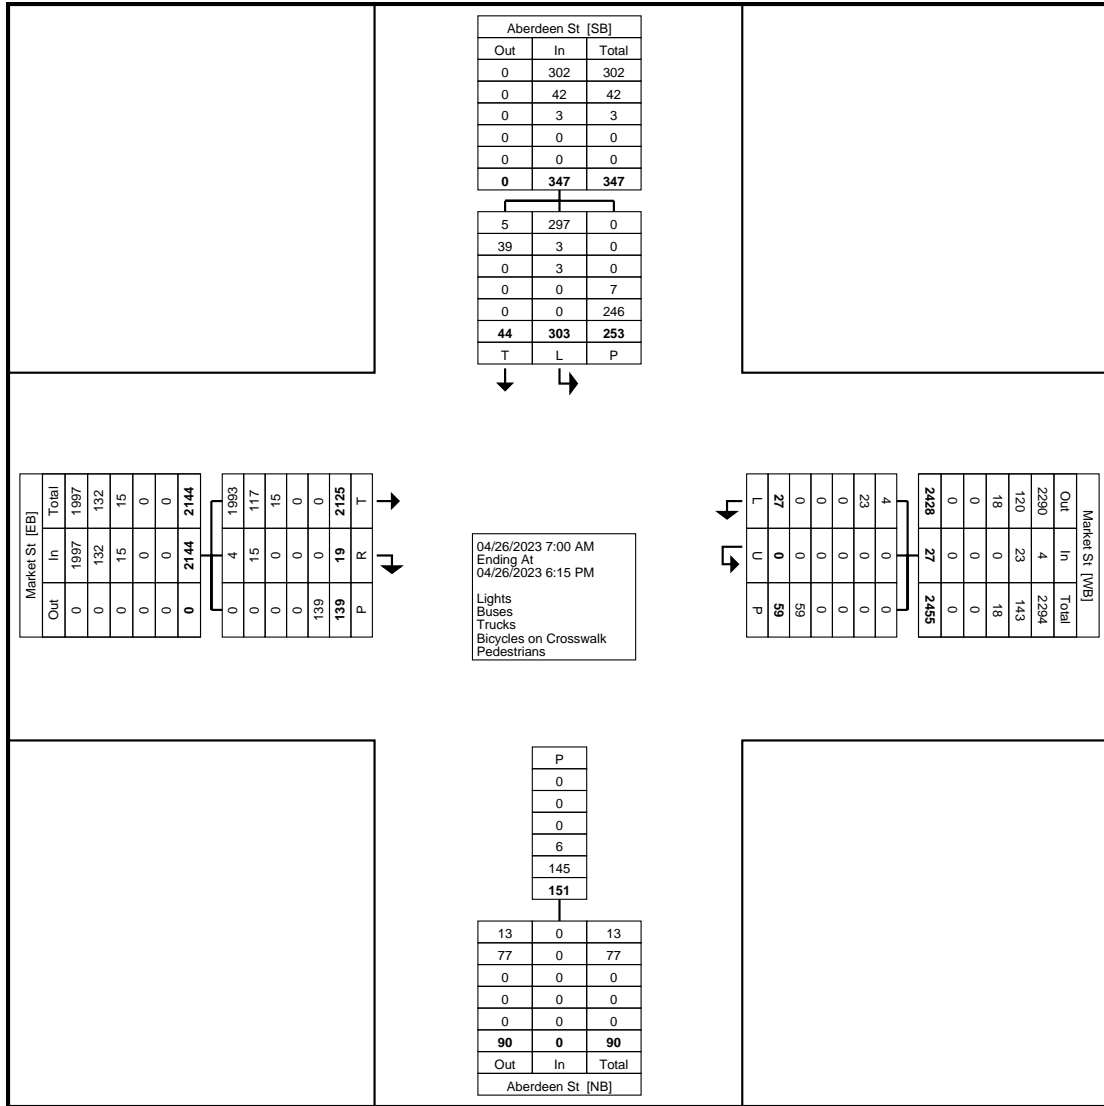 Aberdeen St [SB]
Out In Total
0 302 302
0 42 42
0 3 3
0 0 0
0 0 0
0 347 347
5 297 0
39 3 0
0 3 0
0 0 7
0 0 246
44 303 253
T L P
Market St [EB]
Out In Total
0 1997 1997
0 132 132
0 15 15
0 0 0
0 0 0
0 2144 2144
0 4 1993
0 15 117
0 0 15
0 0 0
139 0 0
139 19 2125
P R T
04/26/2023 7:00 AM
Ending At
04/26/2023 6:15 PM
Lights
Buses
Trucks
Bicycles on Crosswalk
Pedestrians
Market St [WB]
Out In Total
2290 4 2294
120 23 143
18 0 18
0 0 0
0 0 0
2428 27 2455
4 0 0
23 0 0
0 0 0
0 0 0
0 0 59
27 0 59
L U P
P
0
0
0
6
145
151
13 0 13
77 0 77
0 0 0
0 0 0
0 0 0
90 0 90
Out In Total
Aberdeen St [NB]